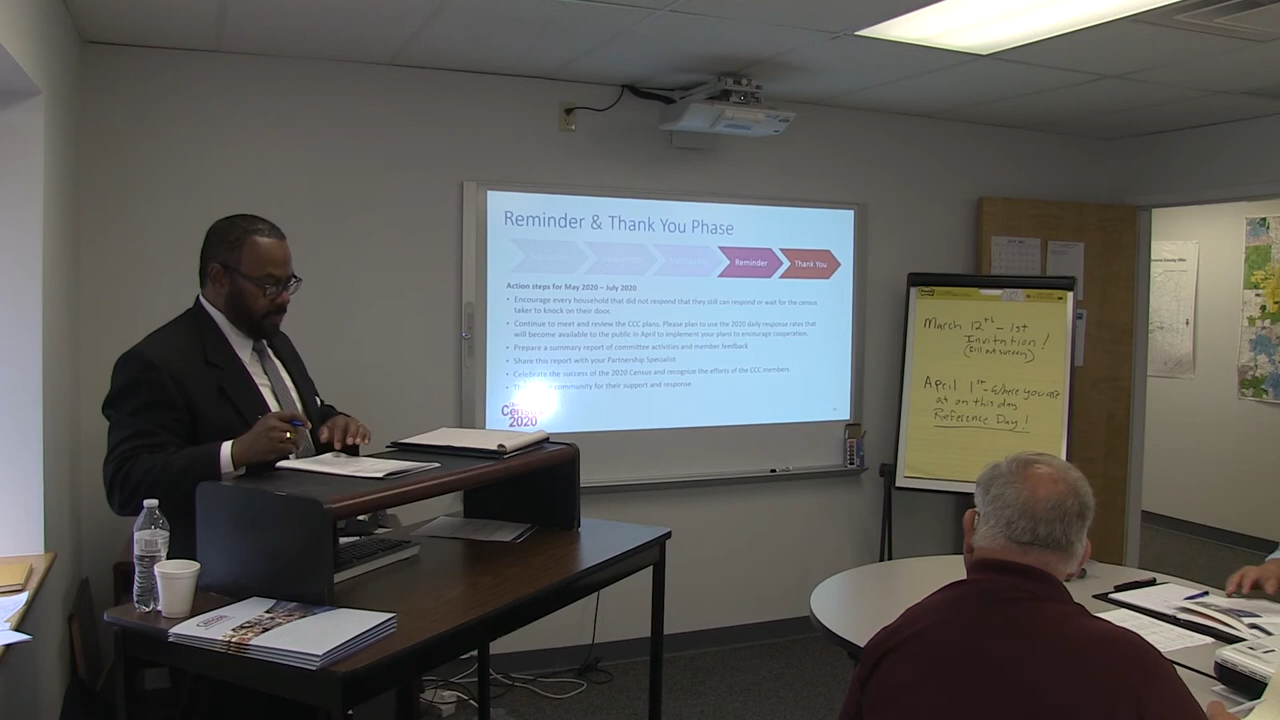 Reminder & Thank You Phase
Reminder
Thank You
Action steps for May 2020 – July 2020
• Encourage every household that did not respond that they still can respond or wait for the census
taker to knock on their door.
• Continue to meet and review the CCC plans. Please plan to use the 2020 daily response rates that
will become available to the public in April to implement your plans to encourage cooperation.
• Prepare a summary report of committee activities and member feedback
• Share this report with your Partnership Specialist
• Celebrate the success of the 2020 Census and recognize the efforts of the CCC members
community for their support and response
Census
2020
March 12th – 1st
Invitation!
April 1st – Where you are
at on this day
Reference Day!